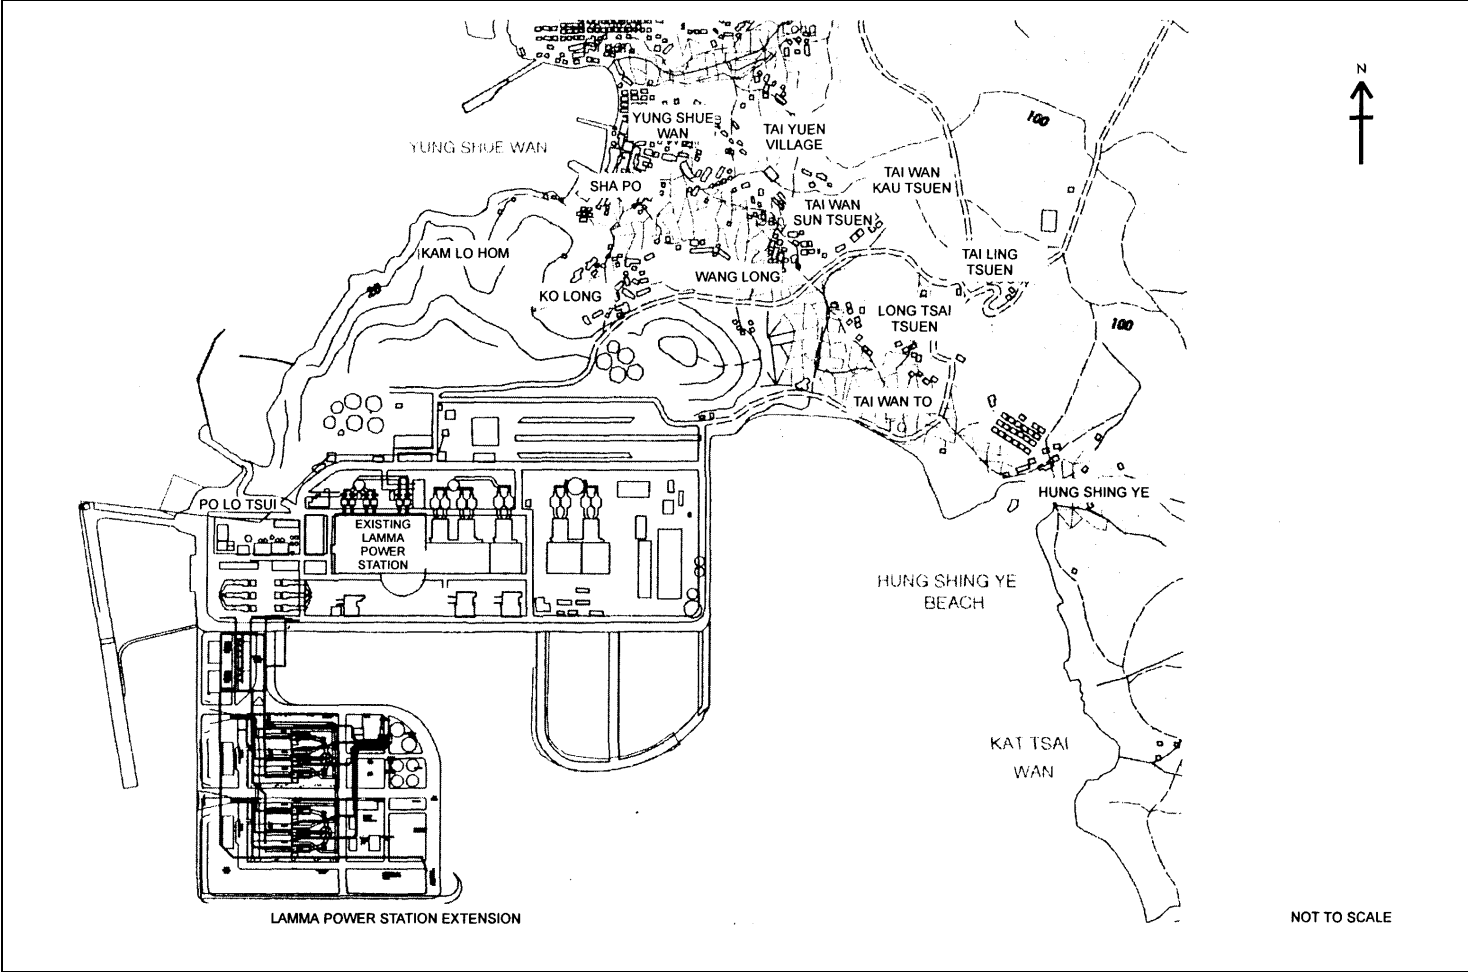 N
100
YUNG SHUE
WAN
YUNG SHUE WAN
TAI YUEN
VILLAGE
SHA PO
TAI WAN
KAU TSUEN
TAI WAN
SUN TSUEN
KAM LO HOM
TAI LING
TSUEN
WANG LONG
20
KO LONG
LONG TSAI
TSUEN
100
TAI WAN TO
HUNG SHING YE
PO LO TSUI
EXISTING
LAMMA
POWER
STATION
HUNG SHING YE
BEACH
KAT TSAI
WAN
LAMMA POWER STATION EXTENSION
NOT TO SCALE